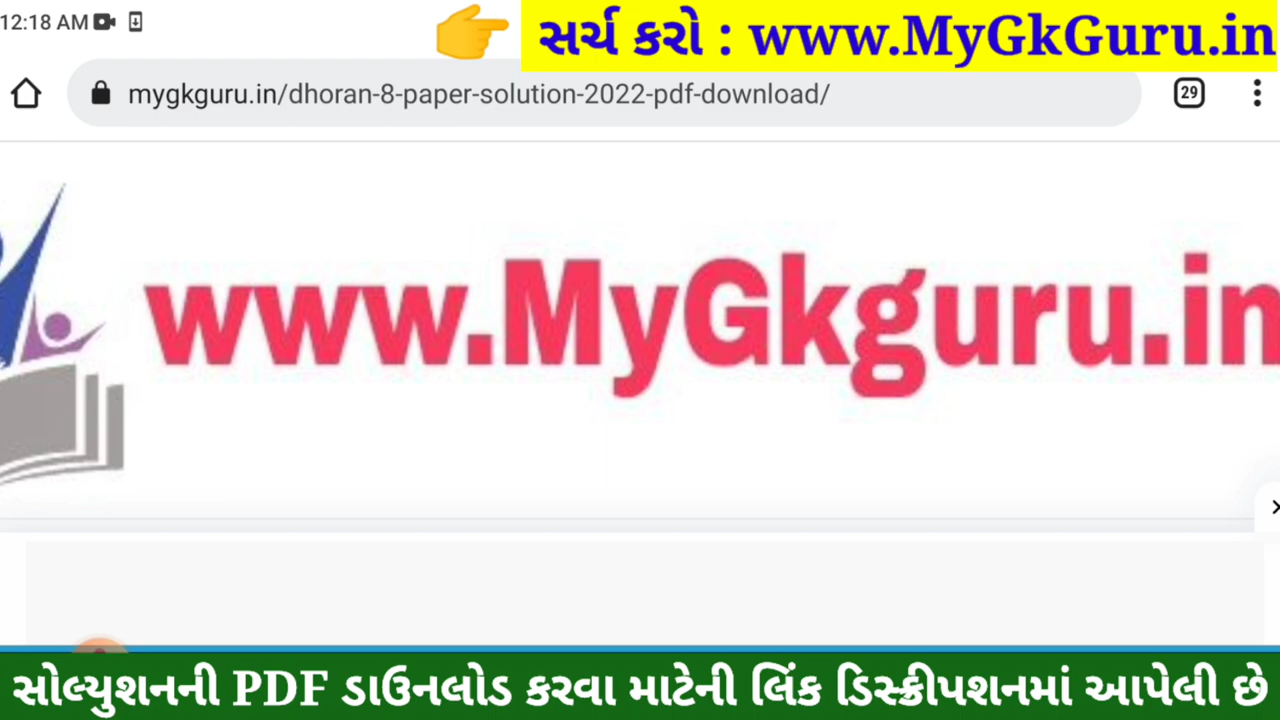 12:18 AM
સર્ચ કરો : www.MyGkGuru.in
mygkguru.in/dhoran-8-paper-solution-2022-pdf-download/
29
www.MyGkguru.in
સોલ્યુશનની PDF ડાઉનલોડ કરવા માટેની લિંક ડિસ્ક્રીપશનમાં આપેલી છે